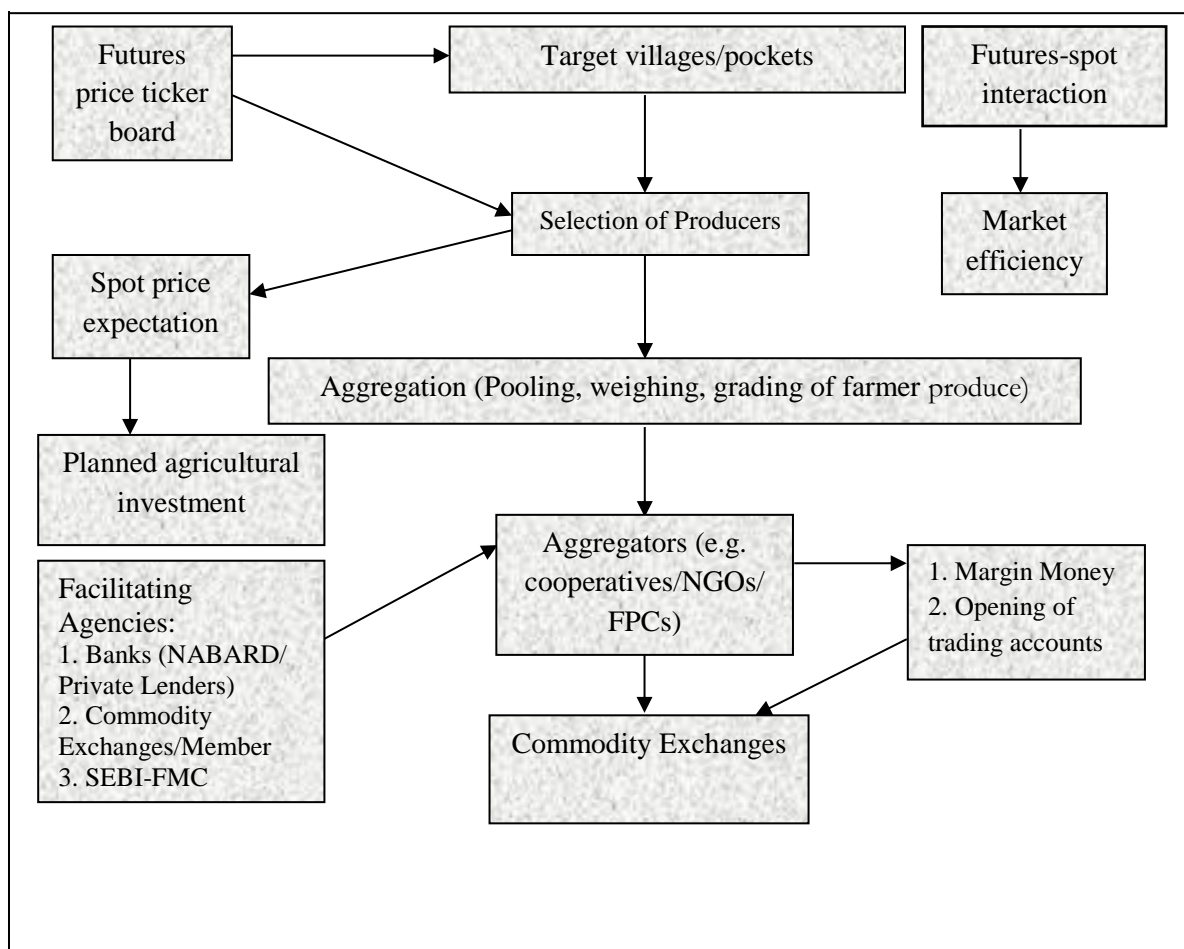 Futures
price ticker
board
Target villages/pockets
Futures-spot
interaction
Selection of Producers
Market
efficiency
Spot price
expectation
Aggregation (Pooling, weighing, grading of farmer produce)
Planned agricultural
investment
Facilitating
Agencies:
1. Banks (NABARD/
Private Lenders)
2. Commodity
Exchanges/Member
3. SEBI-FMC
Aggregators (e.g.
cooperatives/NGOs/
FPCs)
1. Margin Money
2. Opening of
trading accounts
Commodity Exchanges